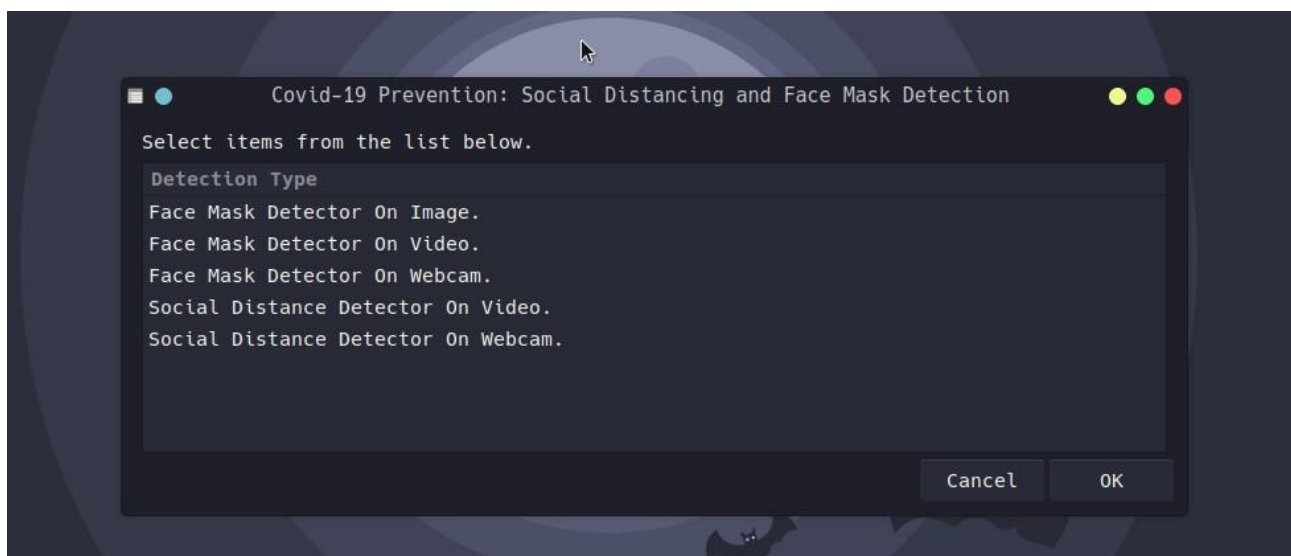 Covid-19 Prevention: Social Distancing and Face Mask Detection
Select items from the list below.
Detection Type
Face Mask Detector On Image.
Face Mask Detector On Video.
Face Mask Detector On Webcam.
Social Distance Detector On Video.
Social Distance Detector On Webcam.
Cancel OK